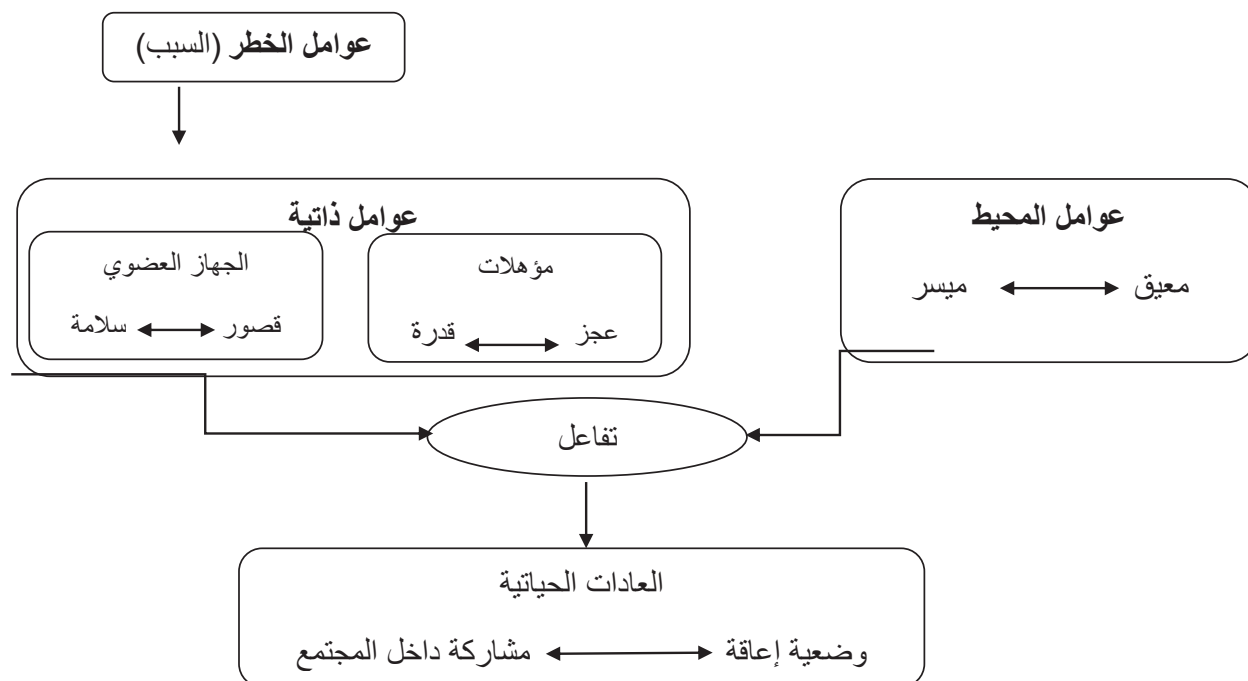 عوامل الخطر (السبب)
عوامل المحيط
معيق ميسر
عوامل ذاتية
مؤهلات
عجز قدرة
الجهاز العضوي
قصور سلامة
تفاعل
العادات الحياتية
وضعية إعاقة مشاركة داخل المجتمع